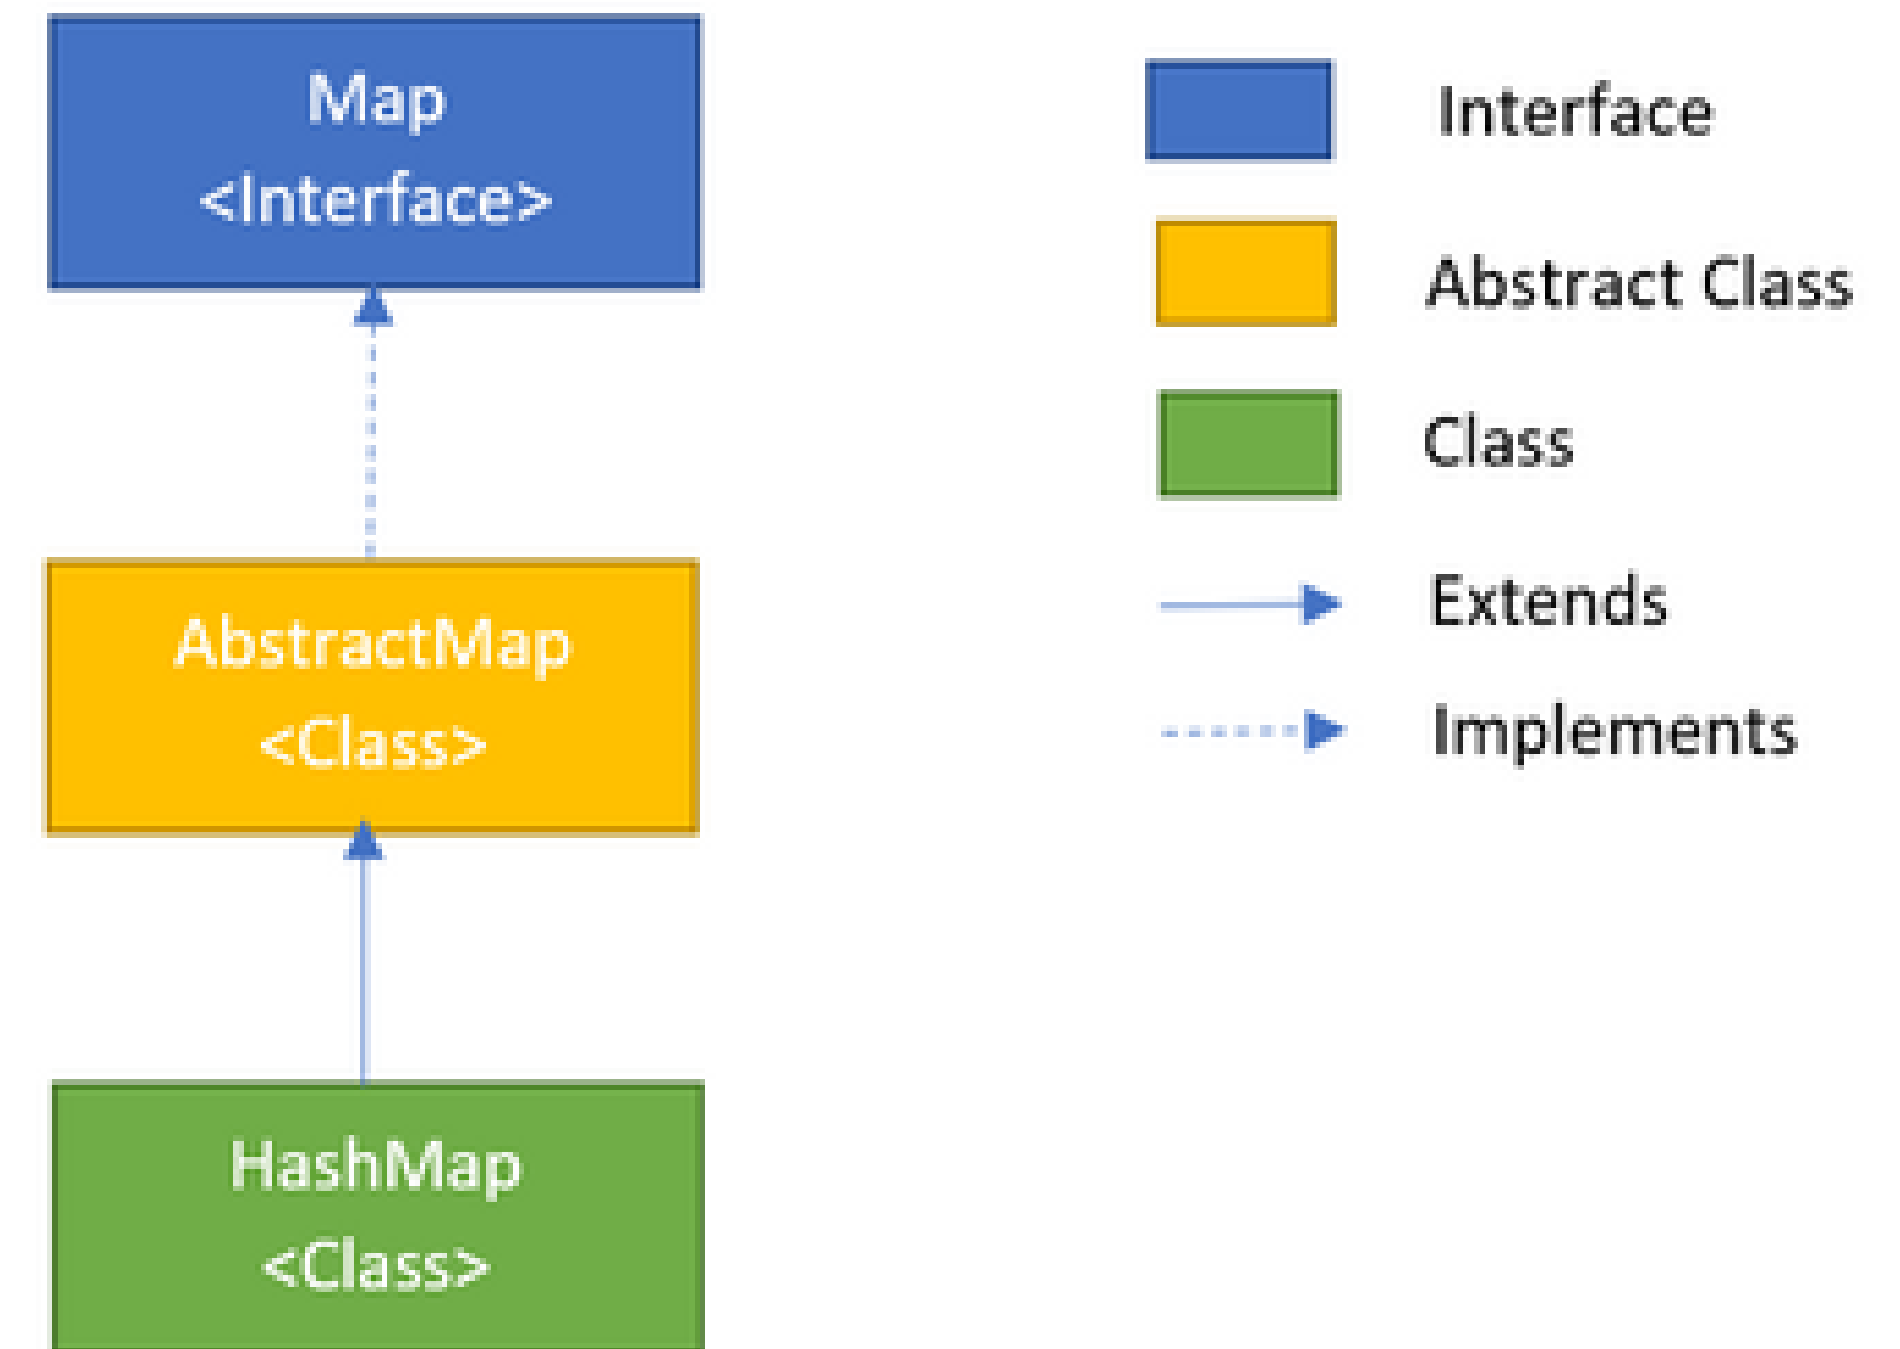 Map
<Interface>
AbstractMap
<Class>
HashMap
<Class>
Interface
Abstract Class
Class
Extends
Implements